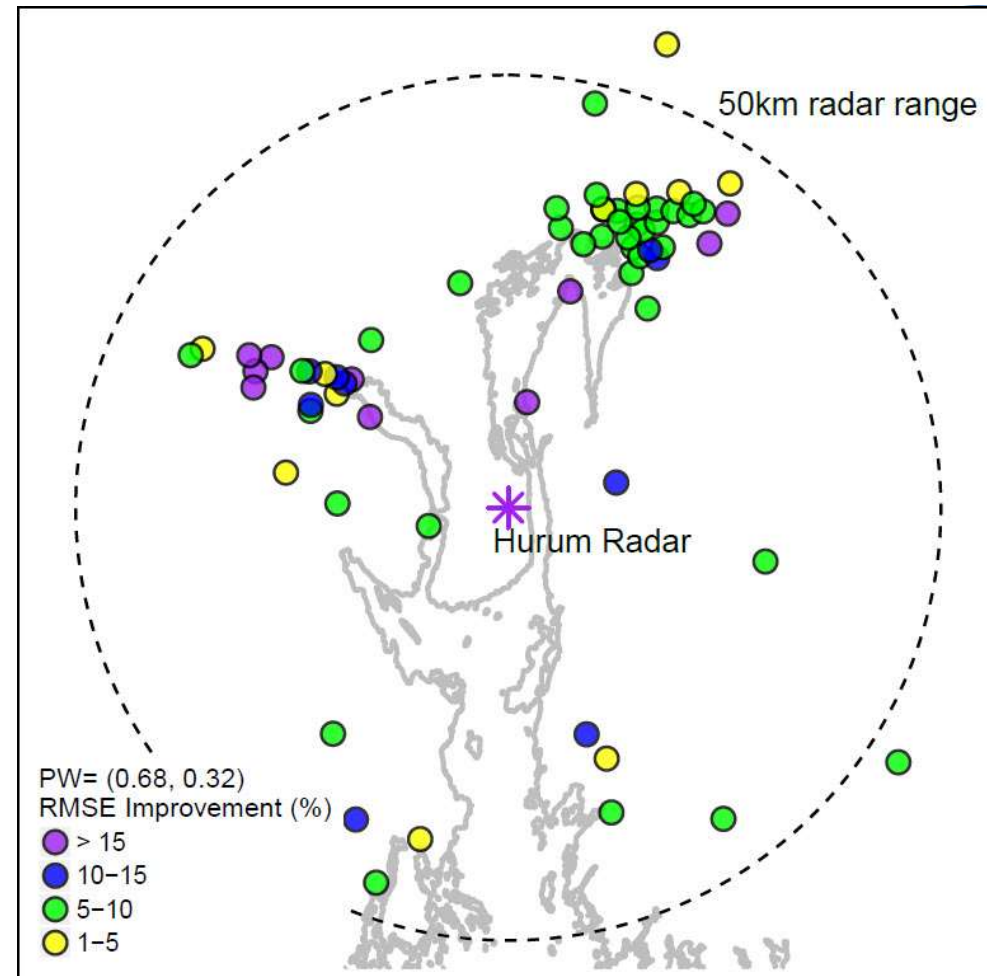 50km radar range
Hurum Radar
PW= (0.68, 0.32)
RMSE Improvement (%)
> 15
10−15
5−10
1−5